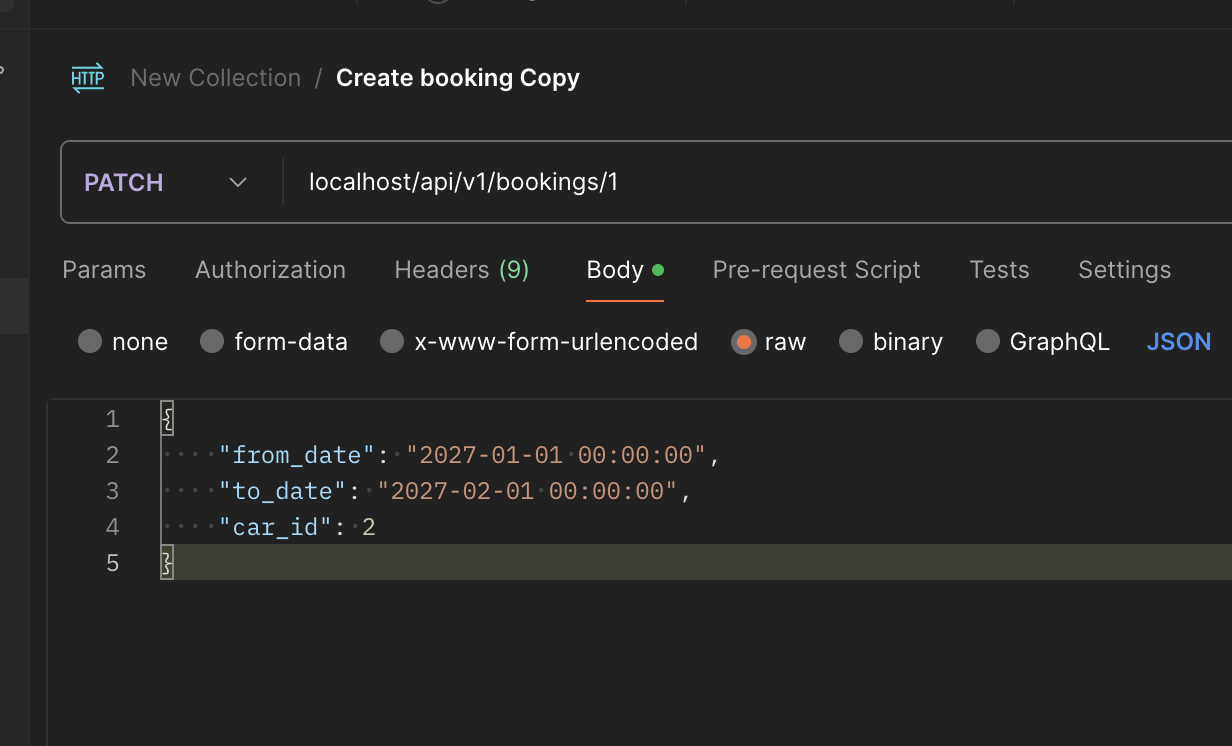 HTTP New Collection / Create booking Copy
PATCH localhost/api/v1/bookings/1
Params Authorization Headers (9) Body Pre-request Script Tests Settings
none form-data x-www-form-urlencoded raw binary GraphQL JSON
1 {
2 "from_date": "2027-01-01 00:00:00",
3 "to_date": "2027-02-01 00:00:00",
4 "car_id": 2
5 }